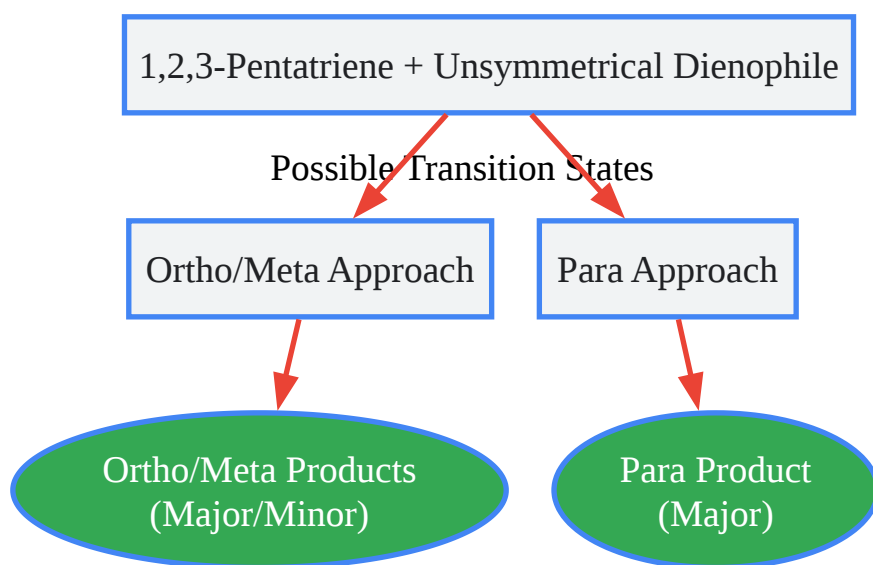 1,2,3-Pentatriene + Unsymmetrical Dienophile
Possible Transition States
Ortho/Meta Approach
Para Approach
Ortho/Meta Products
(Major/Minor)
Para Product
(Major)